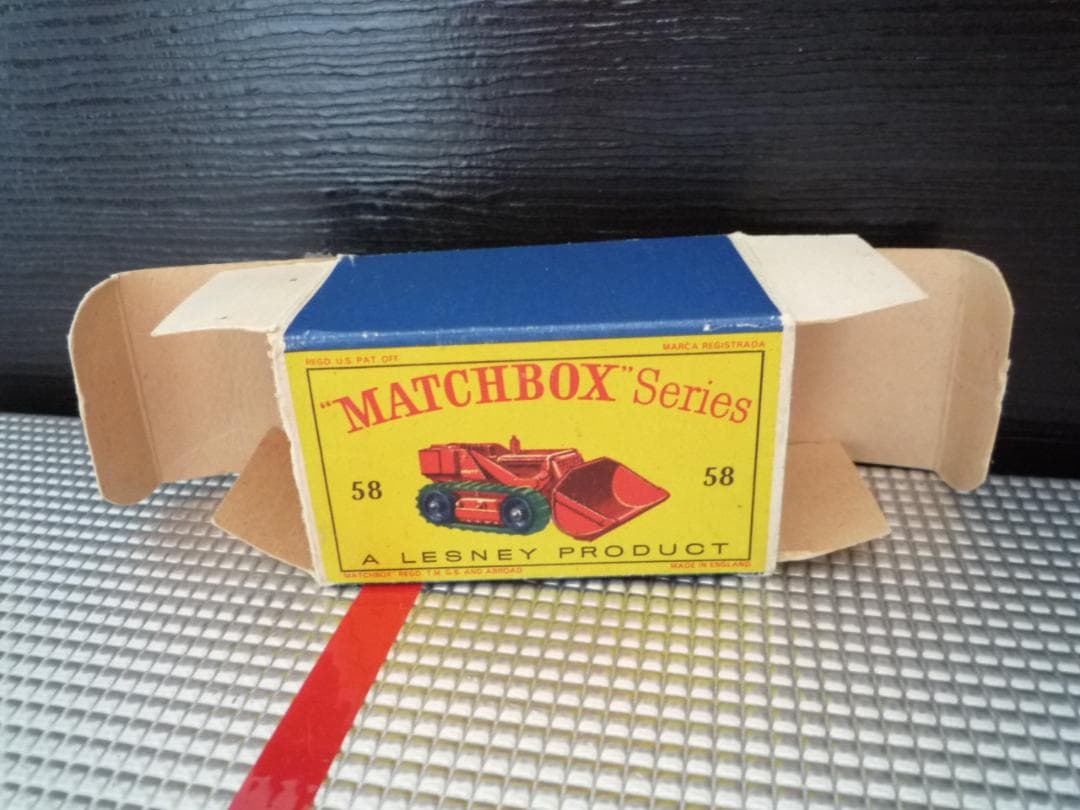 REGD. U.S. PAT. OFF. MARCA REGISTRADA
"MATCHBOX" Series
58 58
A LESNEY PRODUCT
MATCHBOX REGD. T.M. G.B. AND ABROAD MADE IN ENGLAND